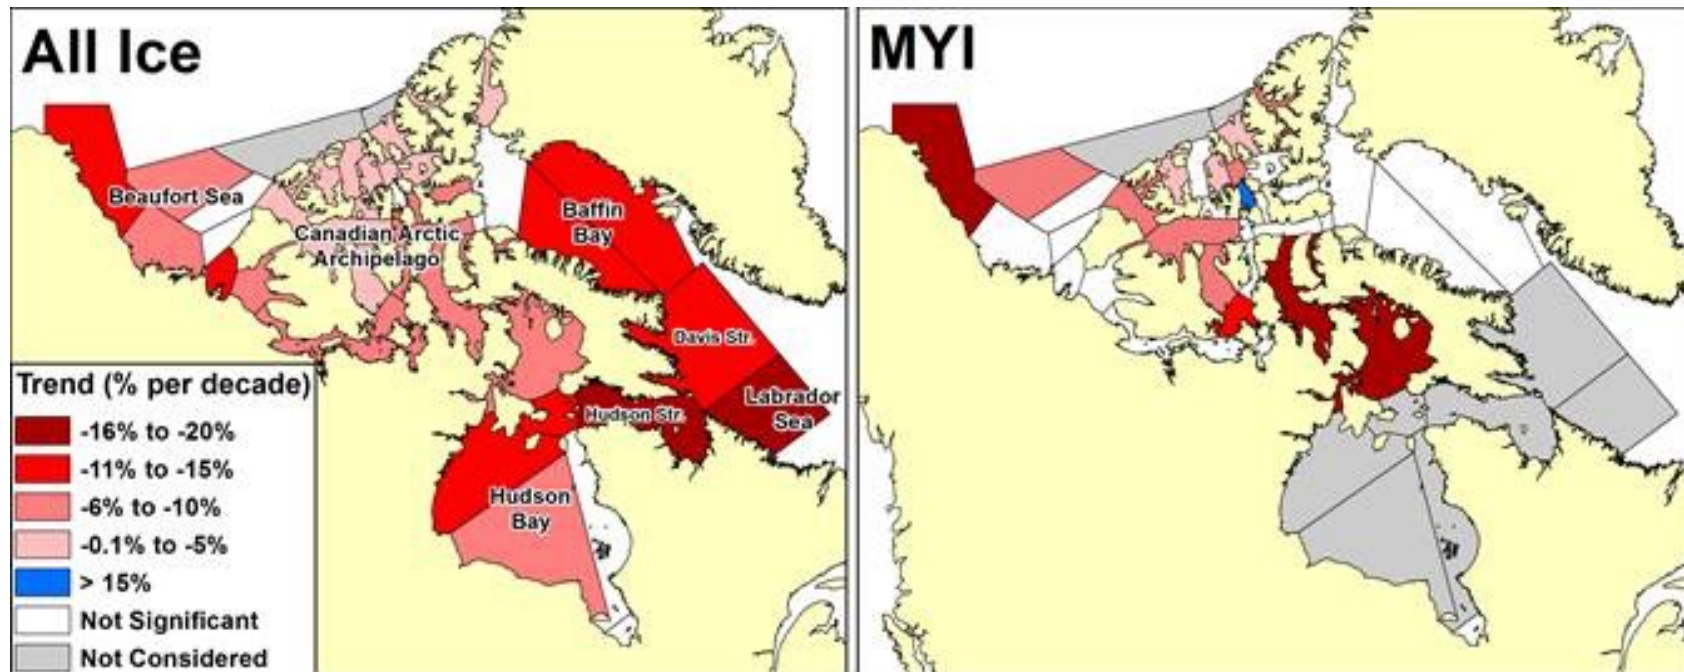 All Ice
MYI
Beaufort Sea
Baffin
Bay
Canadian Arctic
Archipelago
Davis Str.
Labrador
Sea
Hudson Str.
Hudson
Bay
Trend (% per decade)
-16% to -20%
-11% to -15%
-6% to -10%
-0.1% to -5%
> 15%
Not Significant
Not Considered